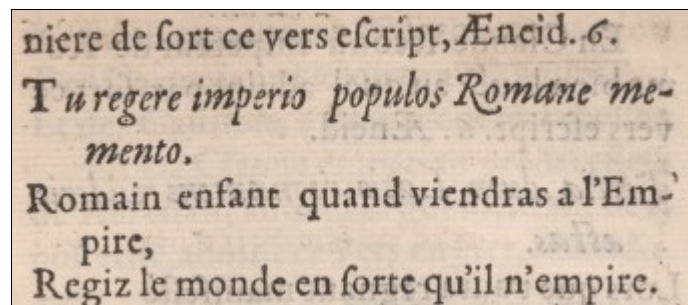 niere de ſort ce vers eſcript, Æneid. 6.
Tu regere imperio populos Romane me-
mento.
Romain enfant quand viendras a l'Em-
pire,
Regiz le monde en ſorte qu'il n'empire.